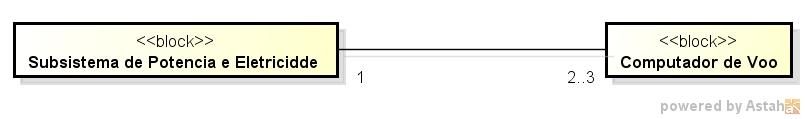 <<block>>
Subsistema de Potencia e Eletricidde
<<block>>
Computador de Voo
1
2..3
powered by Astah